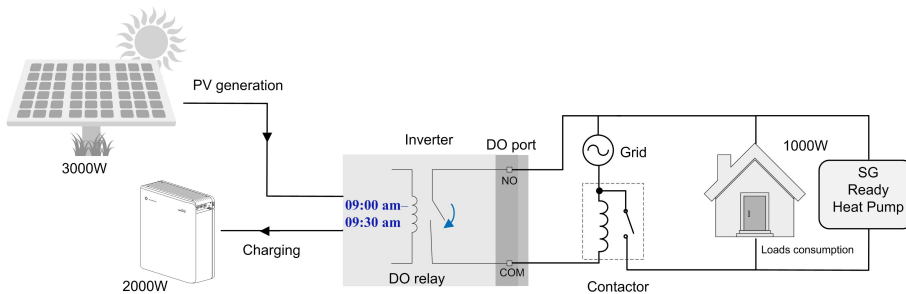 PV generation
3000W
Inverter
DO port
NO
Grid
1000W
SG
Ready
Heat Pump
09:00 am–
09:30 am
Charging
Loads consumption
2000W
DO relay
COM
Contactor